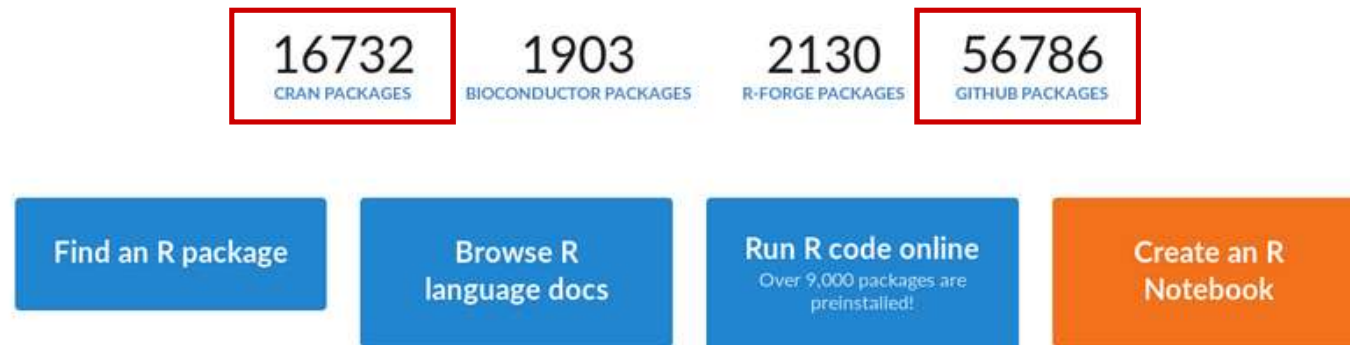 16732 1903 2130 56786
CRAN PACKAGES BIOCONDUCTOR PACKAGES R-FORGE PACKAGES GITHUB PACKAGES
Find an R package
Browse R
language docs
Run R code online
Over 9,000 packages are
preinstalled!
Create an R
Notebook